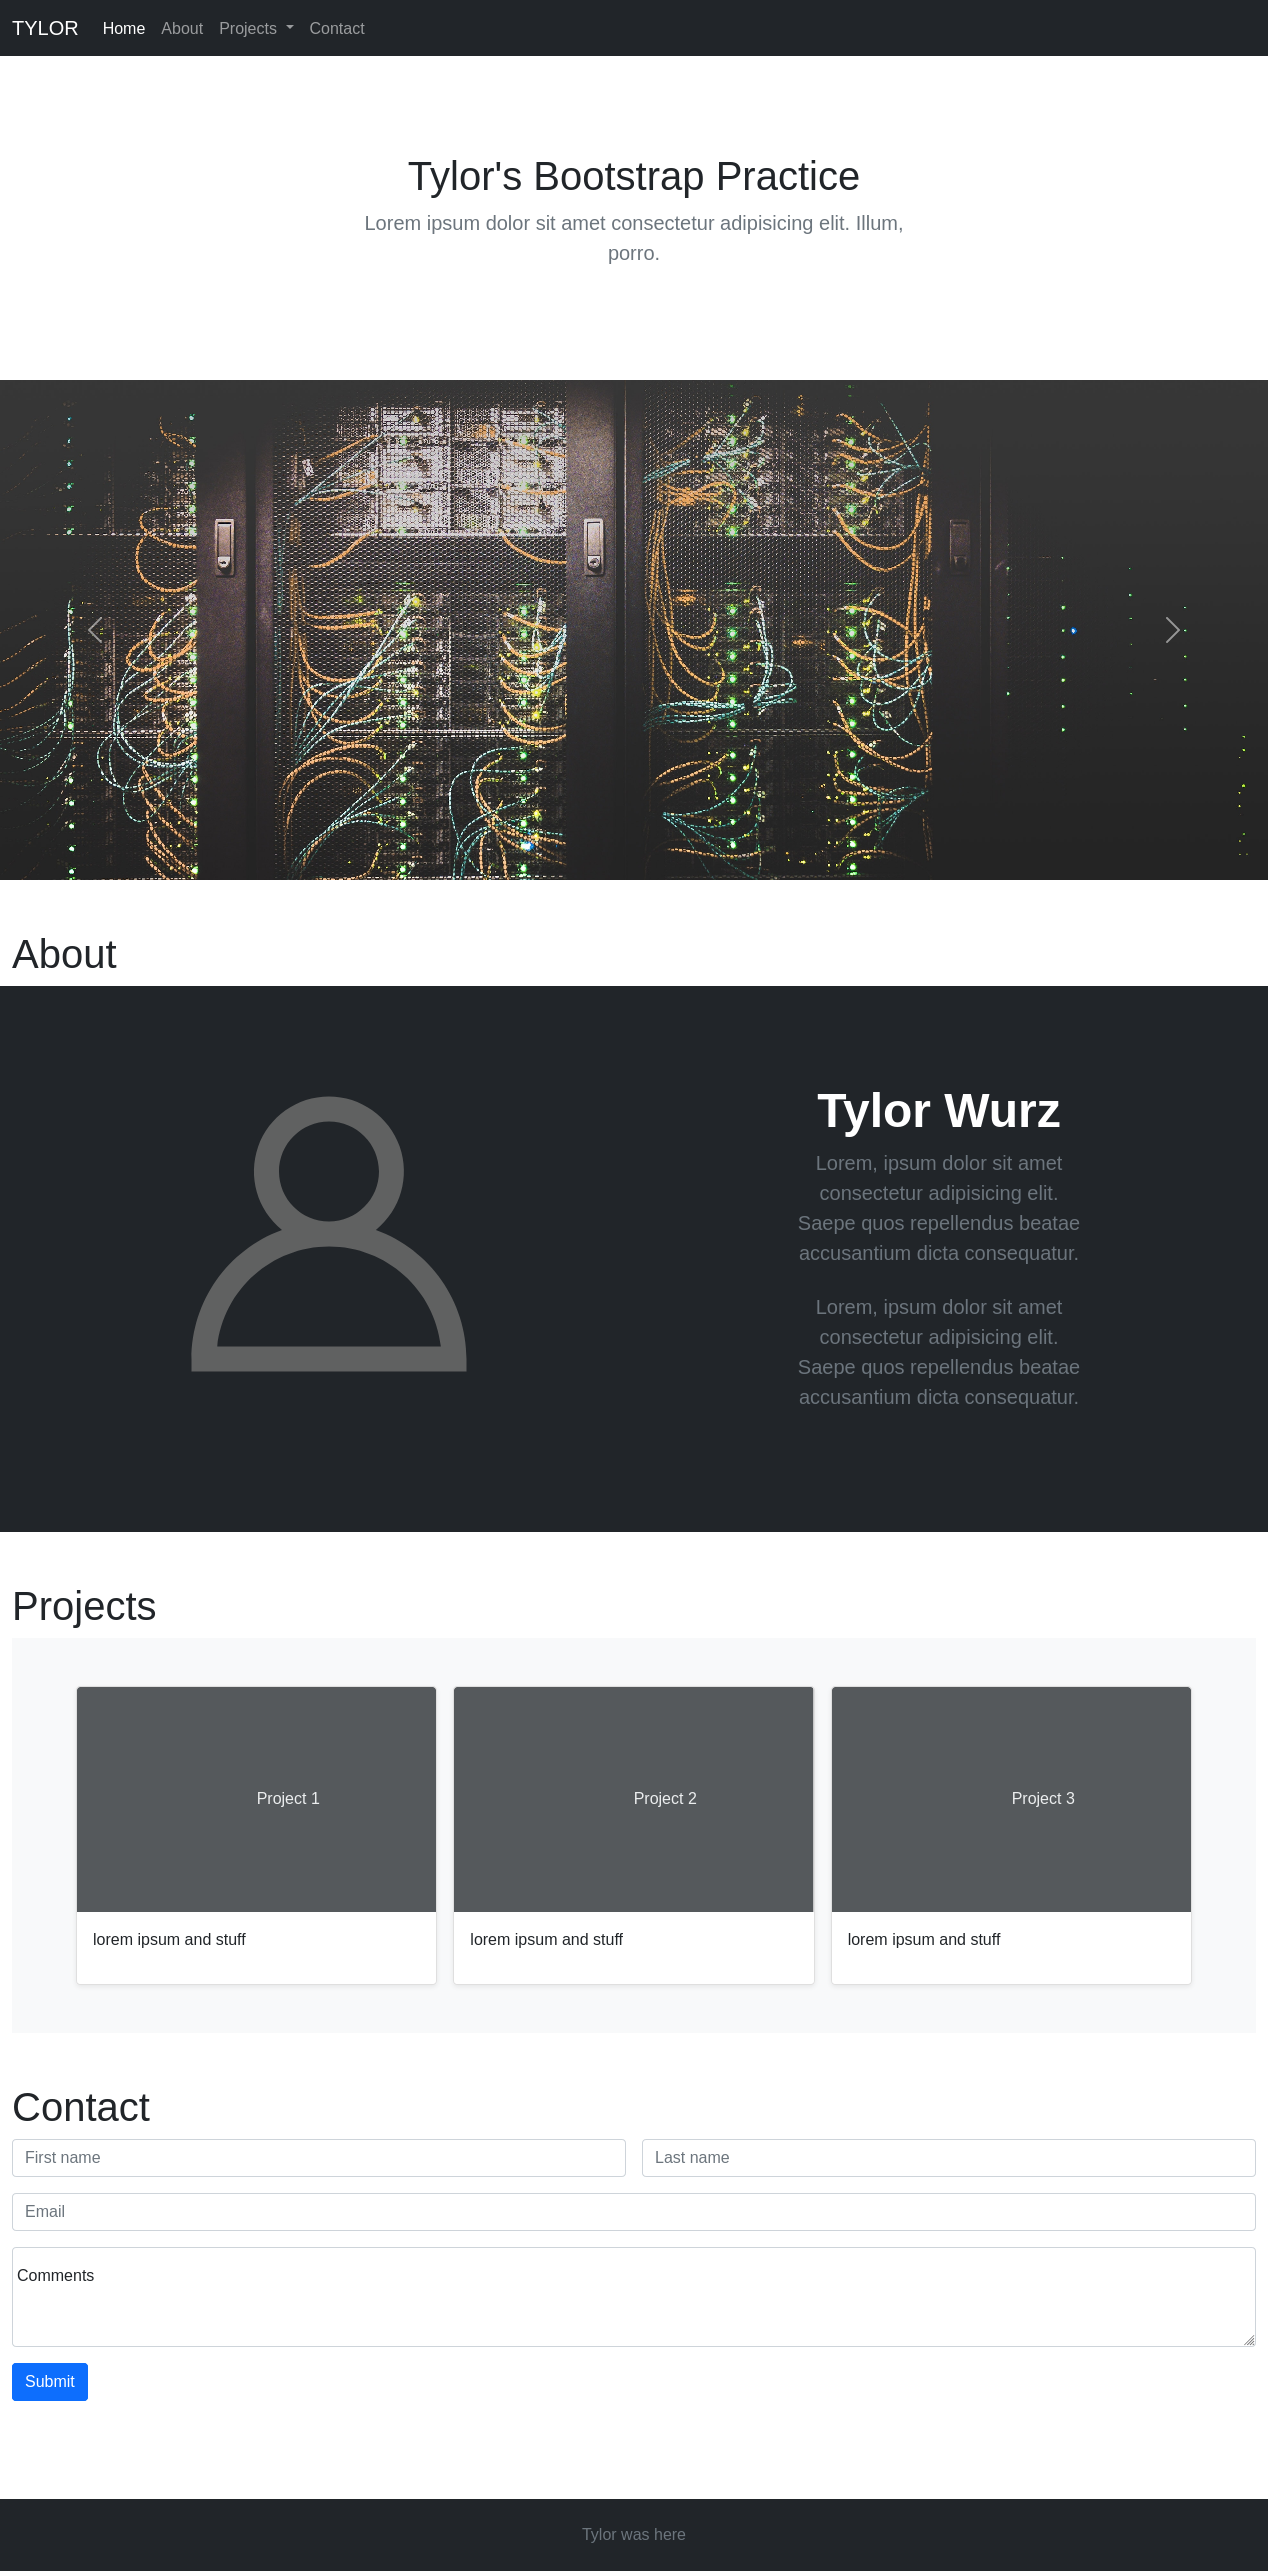 TYLOR Home About Projects Contact
Tylor's Bootstrap Practice
Lorem ipsum dolor sit amet consectetur adipisicing elit. Illum,
porro.
About
Tylor Wurz
Lorem, ipsum dolor sit amet
consectetur adipisicing elit.
Saepe quos repellendus beatae
accusantium dicta consequatur.
Lorem, ipsum dolor sit amet
consectetur adipisicing elit.
Saepe quos repellendus beatae
accusantium dicta consequatur.
Projects
Project 1 Project 2 Project 3
lorem ipsum and stuff lorem ipsum and stuff lorem ipsum and stuff
Contact
First name Last name
Email
Comments
Submit
Tylor was here